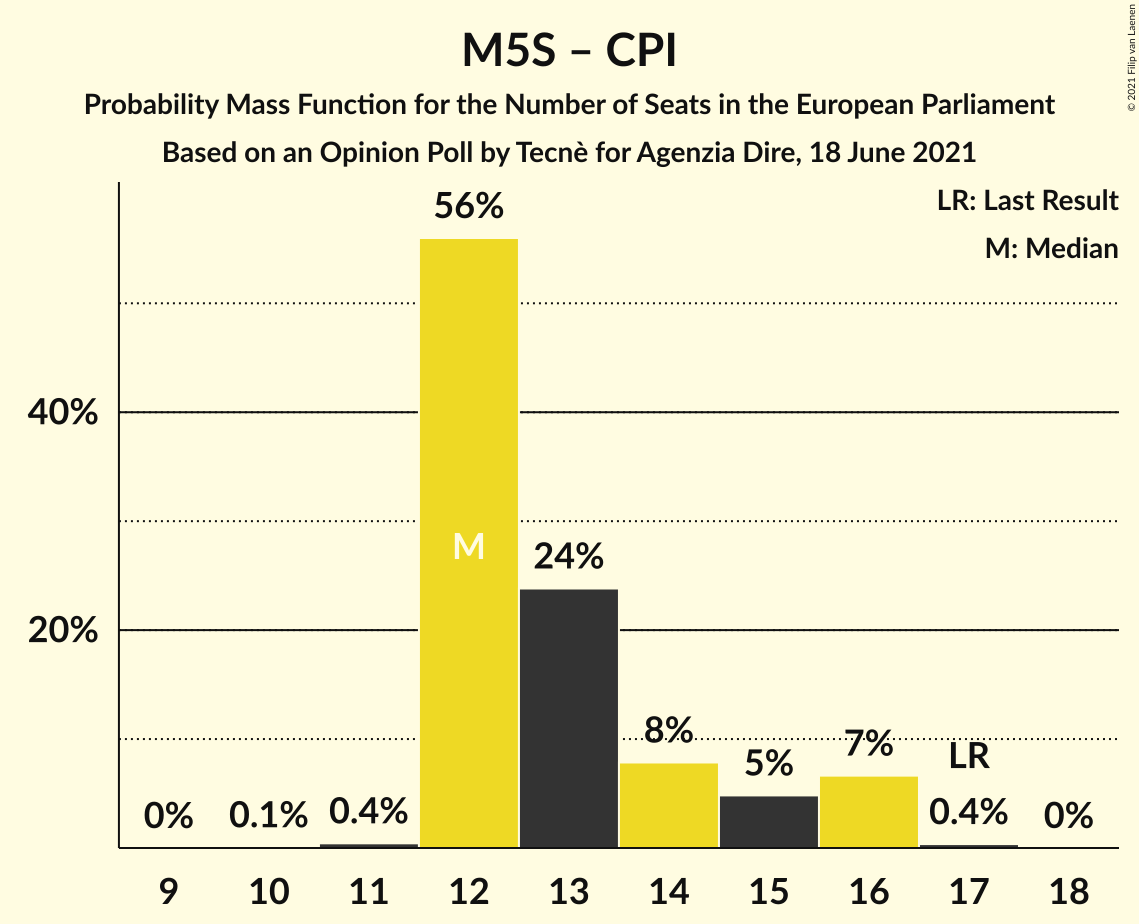 M5S – CPI
Probability Mass Function for the Number of Seats in the European Parliament
Based on an Opinion Poll by Tecnè for Agenzia Dire, 18 June 2021
© 2021 Filip van Laenen
LR: Last Result
M: Median
56%
40%
M
24%
20%
8%
7%
5%
LR
0%
0.1%
0.4%
0.4%
0%
9 10 11 12 13 14 15 16 17 18